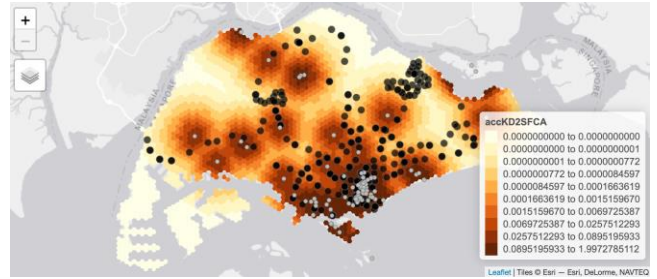 +
−
MALAYSIA
SINGAPORE
accKD2SFCA
0.0000000000 to 0.0000000000
0.0000000000 to 0.0000000001
0.0000000001 to 0.0000000772
0.0000000772 to 0.0000084597
0.0000084597 to 0.0001663619
0.0001663619 to 0.0015159670
0.0015159670 to 0.0069725387
0.0069725387 to 0.0257512293
0.0257512293 to 0.0895195933
0.0895195933 to 1.9972785112
Leaflet | Tiles © Esri — Esri, DeLorme, NAVTEQ